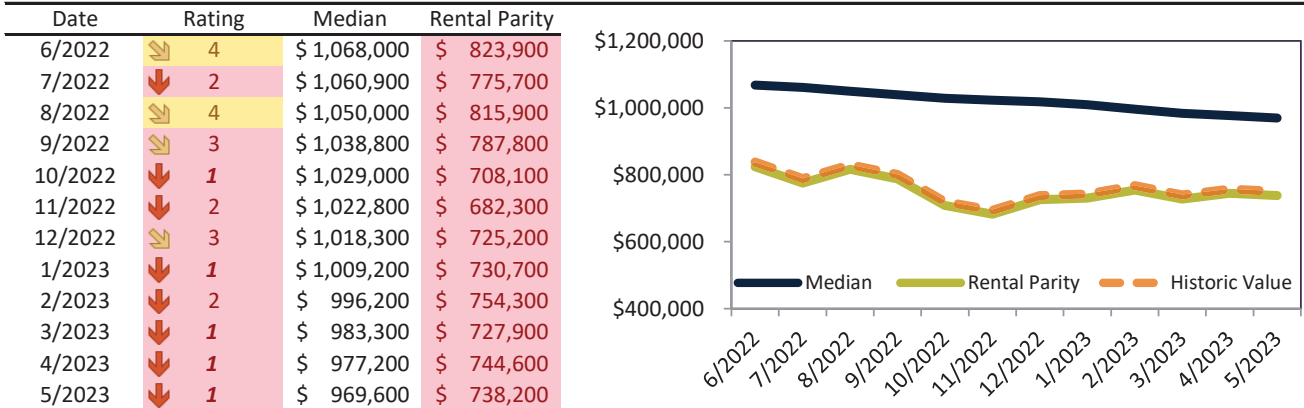 Date Rating Median Rental Parity
6/2022 4 $ 1,068,000 $ 823,900
7/2022 2 $ 1,060,900 $ 775,700
8/2022 4 $ 1,050,000 $ 815,900
9/2022 3 $ 1,038,800 $ 787,800
10/2022 1 $ 1,029,000 $ 708,100
11/2022 2 $ 1,022,800 $ 682,300
12/2022 3 $ 1,018,300 $ 725,200
1/2023 1 $ 1,009,200 $ 730,700
2/2023 2 $ 996,200 $ 754,300
3/2023 1 $ 983,300 $ 727,900
4/2023 1 $ 977,200 $ 744,600
5/2023 1 $ 969,600 $ 738,200
$1,200,000
$1,000,000
$800,000
$600,000
$400,000
Median Rental Parity Historic Value
6/2022 7/2022 8/2022 9/2022 10/2022 11/2022 12/2022 1/2023 2/2023 3/2023 4/2023 5/2023